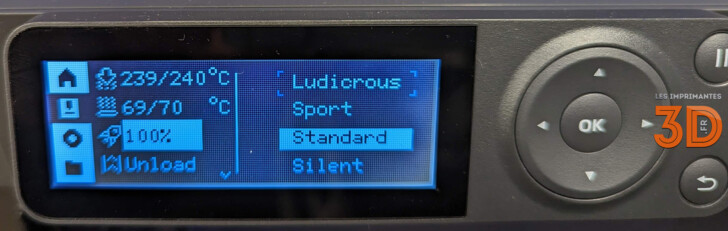 239/240°C
69/70 °C
100%
Unload
Ludicrous
Sport
Standard
Silent
OK
LES IMPRIMANTES
3D
.FR